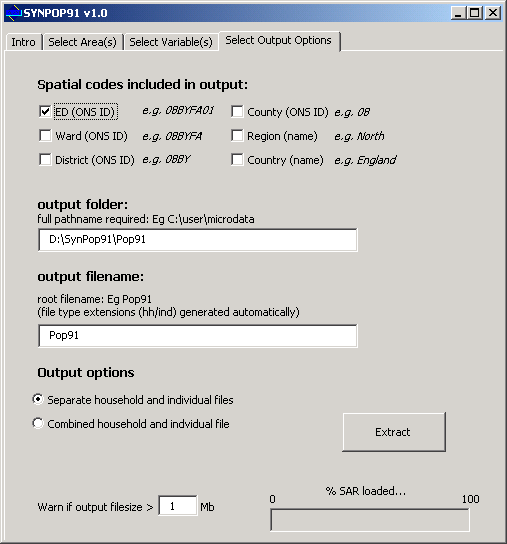 SYNPOP91 v1.0
Intro Select Area(s) Select Variable(s) Select Output Options
Spatial codes included in output:
ED (ONS ID) e.g. 08BYFA01 County (ONS ID) e.g. 08
Ward (ONS ID) e.g. 08BYFA Region (name) e.g. North
District (ONS ID) e.g. 08BY Country (name) e.g. England
output folder:
full pathname required: Eg C:\user\microdata
D:\SynPop91\Pop91
output filename:
root filename: Eg Pop91
(file type extensions (hh/ind) generated automatically)
Pop91
Output options
Separate household and individual files
Combined household and indvidual file
Extract
% SAR loaded...
0 100
Warn if output filesize > 1 Mb